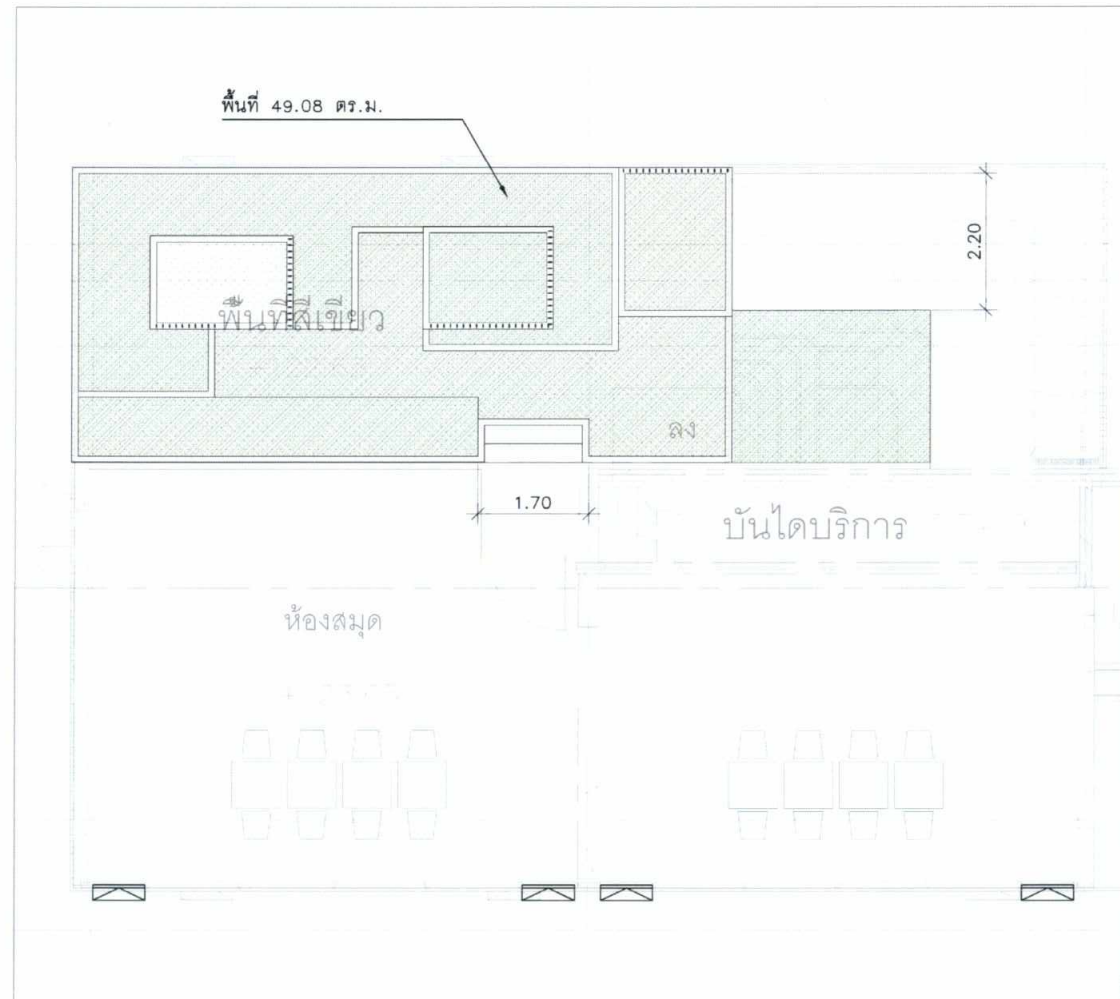 พื้นที่ 49.08 ตร.ม.
2.20
พื้นที่สีเขียว
ลง
1.70
บันไดบริการ
ห้องสมุด